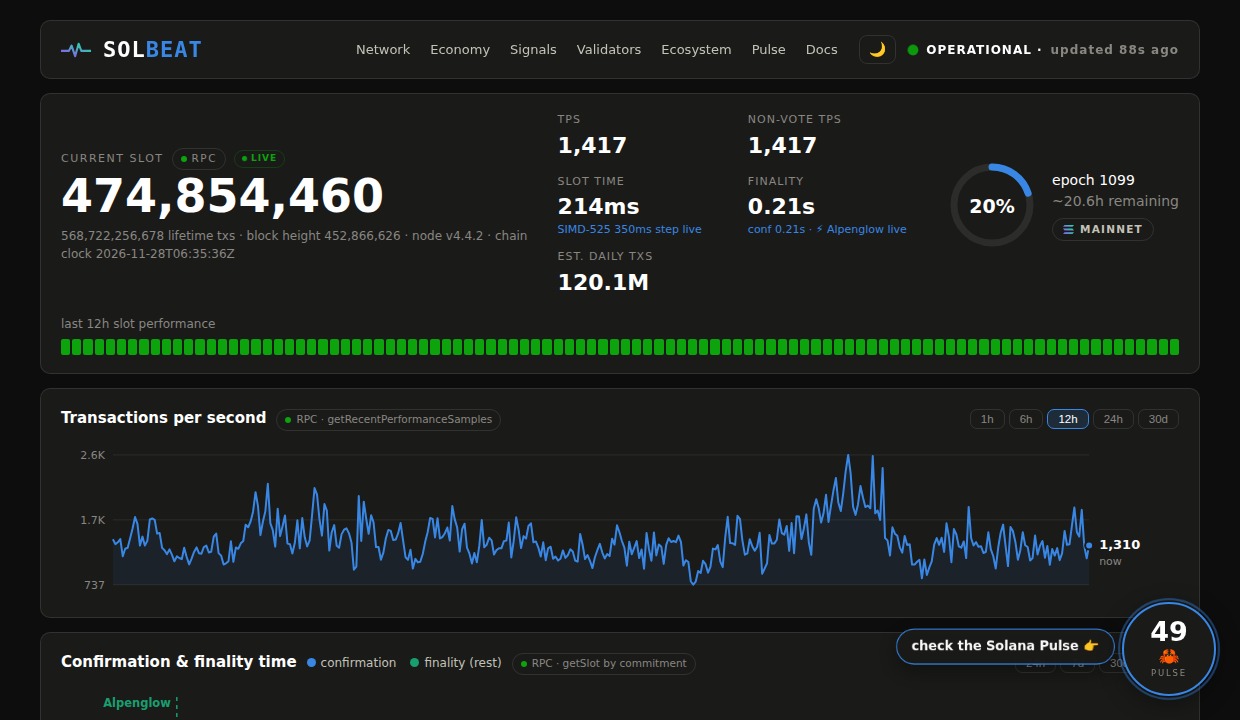 SOLBEAT
Network Economy Signals Validators Ecosystem Pulse Docs
OPERATIONAL · updated 88s ago
CURRENT SLOT RPC LIVE
474,854,460
568,722,256,678 lifetime txs · block height 452,866,626 · node v4.4.2 · chain
clock 2026-11-28T06:35:36Z
TPS
1,417
NON-VOTE TPS
1,417
SLOT TIME
214ms
SIMD-525 350ms step live
FINALITY
0.21s
conf 0.21s · ⚡ Alpenglow live
EST. DAILY TXS
120.1M
20%
epoch 1099
~20.6h remaining
MAINNET
last 12h slot performance
Transactions per second RPC · getRecentPerformanceSamples
1h 6h 12h 24h 30d
2.6K
1.7K
737
1,310
now
Confirmation & finality time confirmation finality (rest) RPC · getSlot by commitment
Alpenglow
check the Solana Pulse 👉
49
PULSE